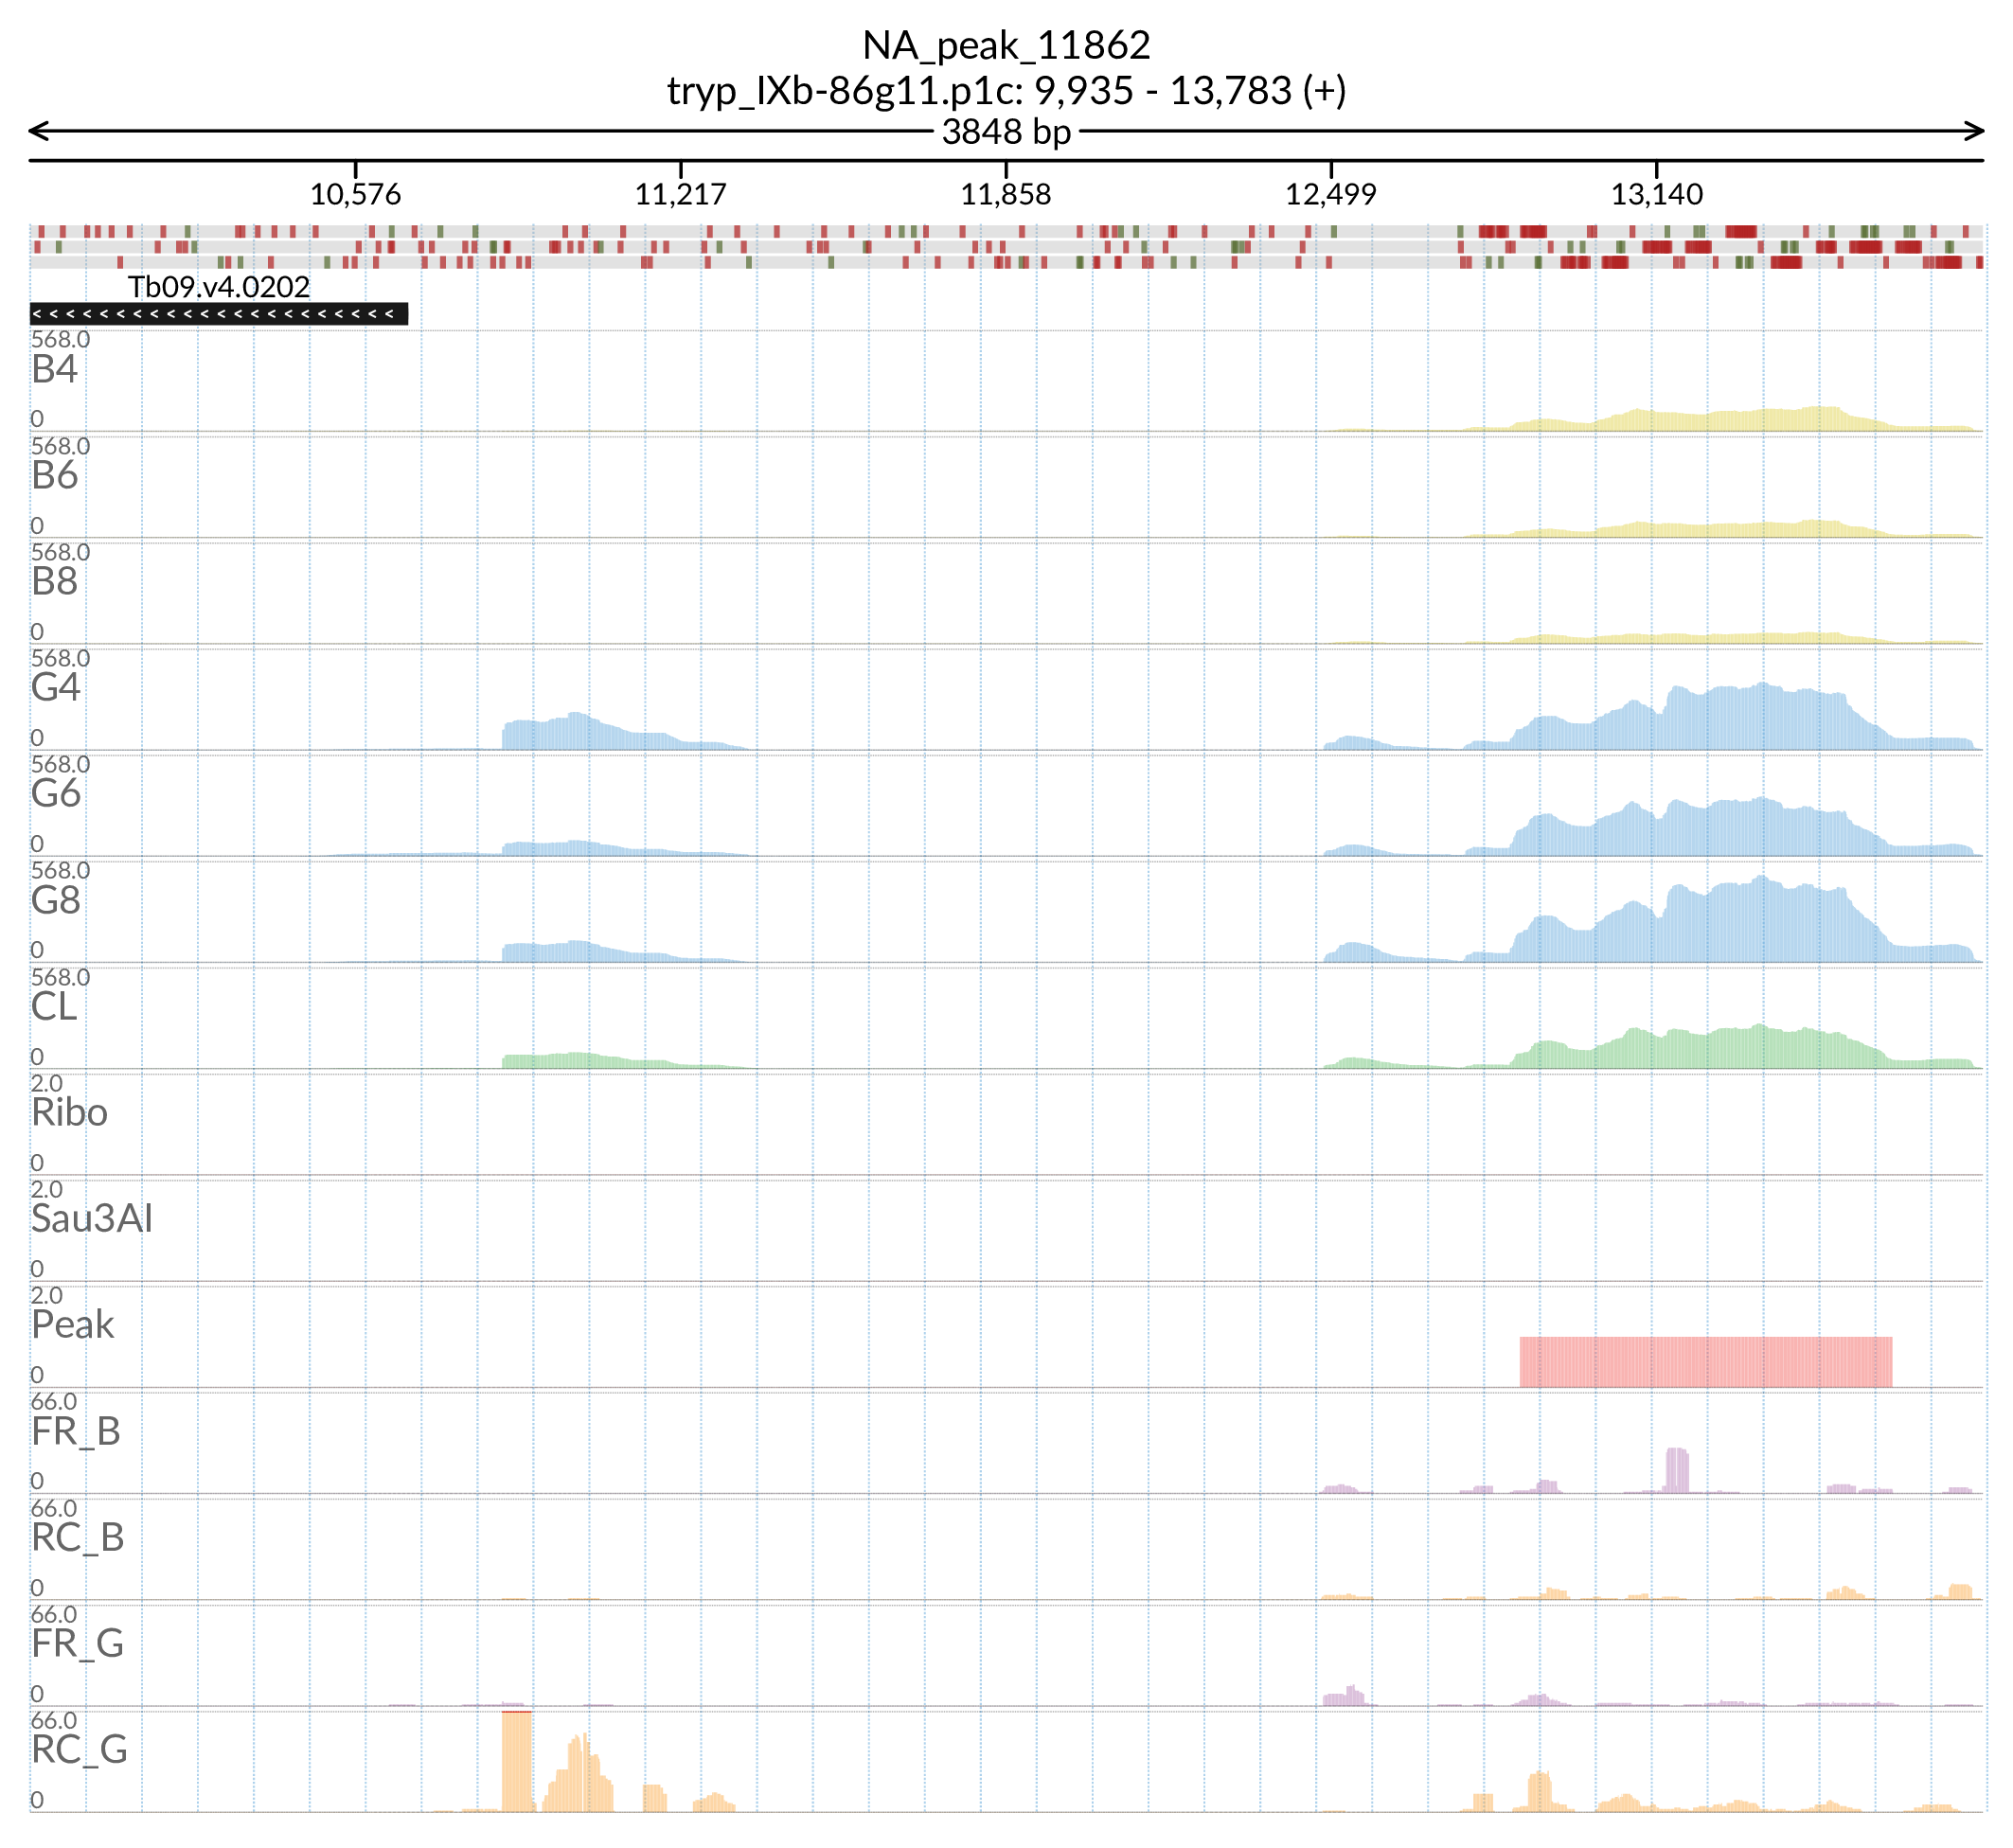 NA_peak_11862
tryp_IXb-86g11.p1c: 9,935 - 13,783 (+)
3848 bp
10,576 11,217 11,858 12,499 13,140
Tb09.v4.0202
568.0
B4
0
568.0
B6
0
568.0
B8
0
568.0
G4
0
568.0
G6
0
568.0
G8
0
568.0
CL
0
2.0
Ribo
0
2.0
Sau3AI
0
2.0
Peak
0
66.0
FR_B
0
66.0
RC_B
0
66.0
FR_G
0
66.0
RC_G
0